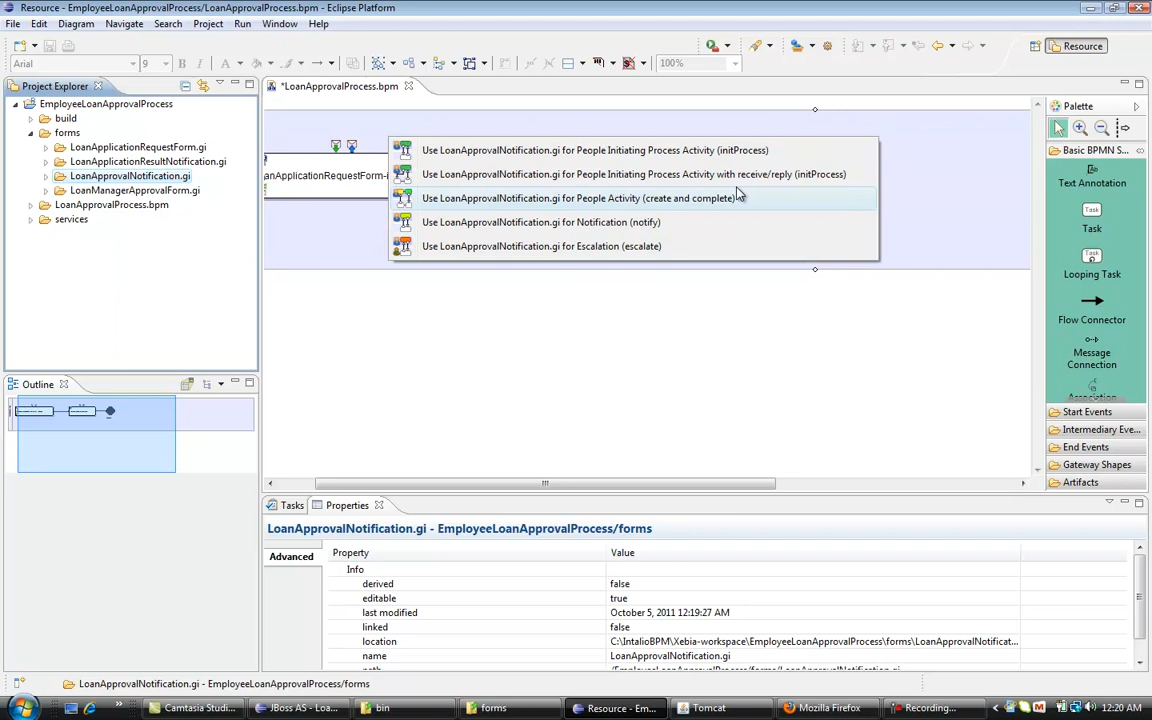 Resource - EmployeeLoanApprovalProcess/LoanApprovalProcess.bpm - Eclipse Platform
File Edit Diagram Navigate Search Project Run Window Help
Resource
Arial 9 B I A 100%
Project Explorer
*LoanApprovalProcess.bpm
Palette
EmployeeLoanApprovalProcess
build
forms
LoanApplicationRequestForm.gi
LoanApplicationResultNotification.gi
LoanApprovalNotification.gi
LoanManagerApprovalForm.gi
LoanApprovalProcess.bpm
services
anApplicationRequestForm-i
Use LoanApprovalNotification.gi for People Initiating Process Activity (initProcess)
Use LoanApprovalNotification.gi for People Initiating Process Activity with receive/reply (initProcess)
Use LoanApprovalNotification.gi for People Activity (create and complete)
Use LoanApprovalNotification.gi for Notification (notify)
Use LoanApprovalNotification.gi for Escalation (escalate)
Basic BPMN S...
Text Annotation
Task
Task
Task
Looping Task
Flow Connector
Message
Connection
Association
Start Events
Intermediary Eve...
End Events
Gateway Shapes
Artifacts
Outline
Tasks Properties
LoanApprovalNotification.gi - EmployeeLoanApprovalProcess/forms
Advanced
Property Value
Info
derived false
editable true
last modified October 5, 2011 12:19:27 AM
linked false
location C:\IntalioBPM\Xebia-workspace\EmployeeLoanApprovalProcess\forms\LoanApprovalNotificat...
name LoanApprovalNotification.gi
path /EmployeeLoanApprovalProcess/forms/LoanApprovalNotification.gi
LoanApprovalNotification.gi - EmployeeLoanApprovalProcess/forms
Camtasia Studi... JBoss AS - Loa... bin forms Resource - Em... Tomcat Mozilla Firefox Recording... 12:20 AM